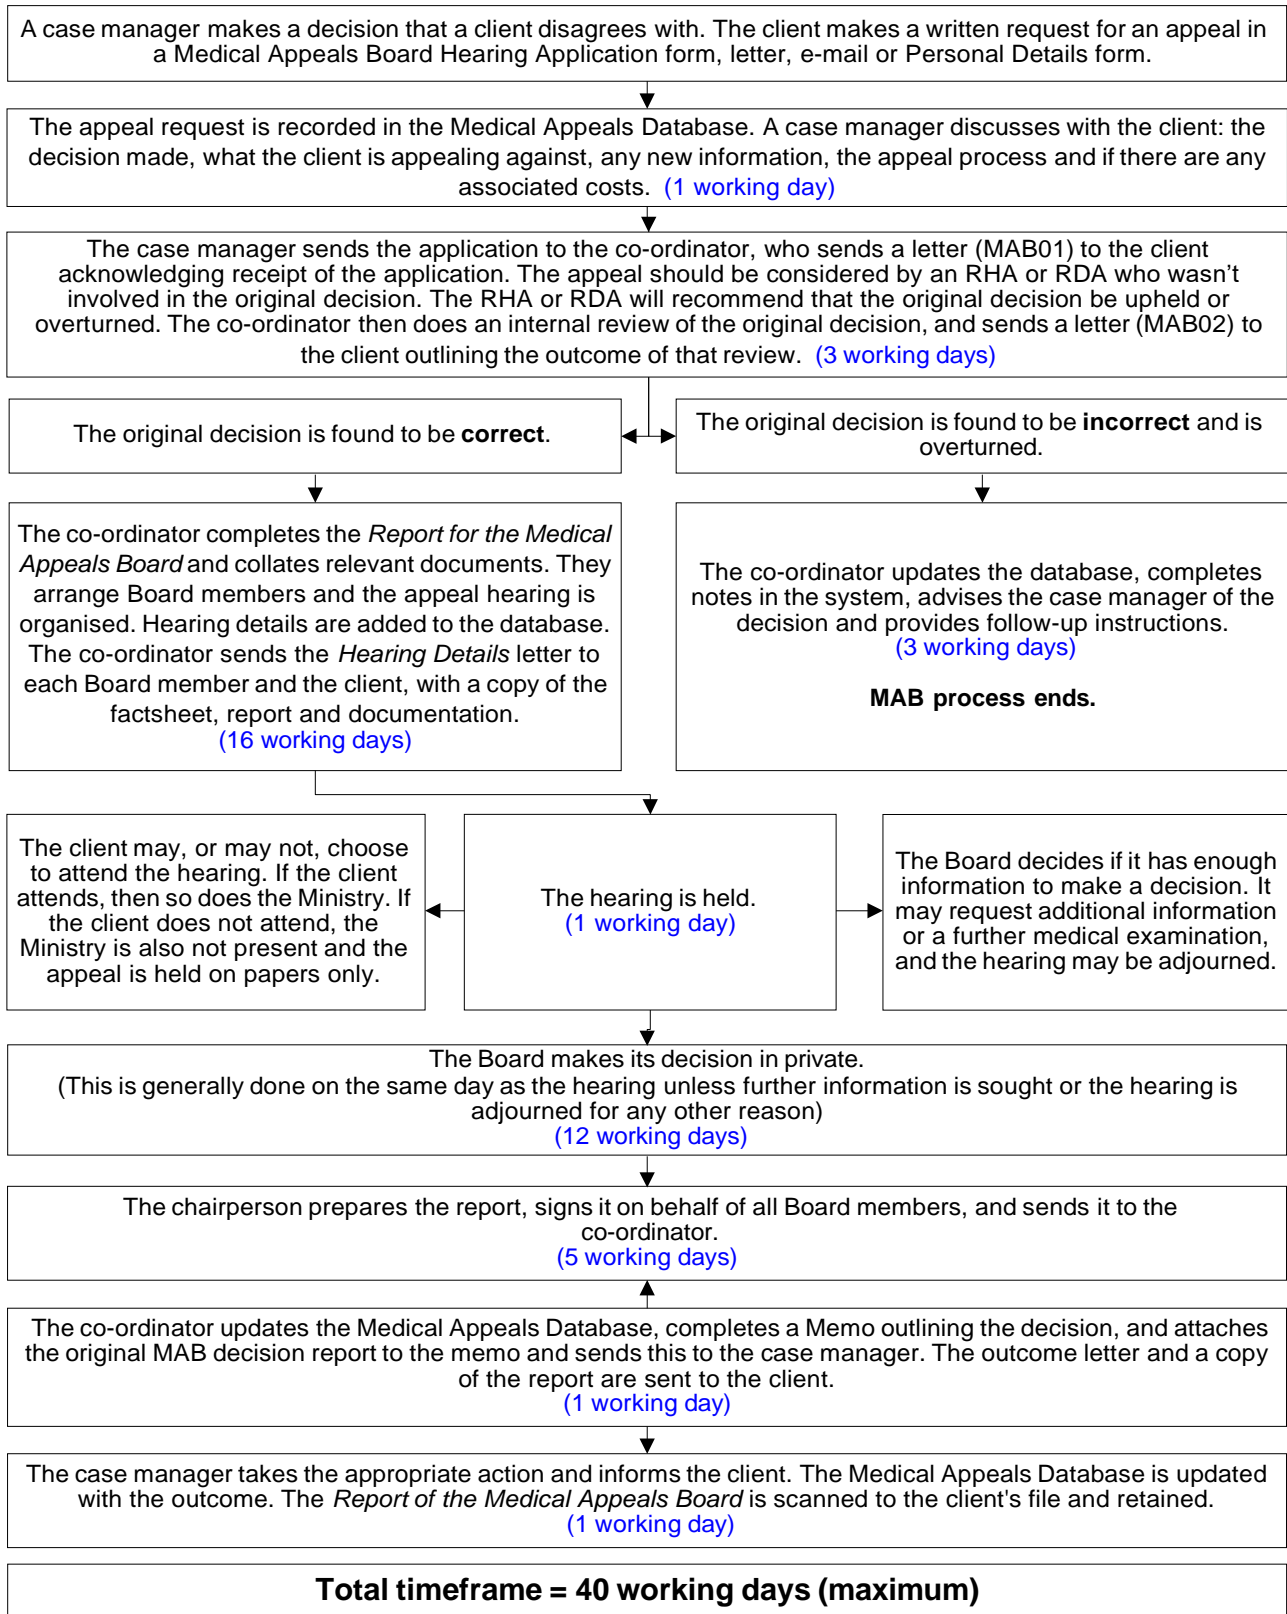 A case manager makes a decision that a client disagrees with. The client makes a written request for an appeal in
a Medical Appeals Board Hearing Application form, letter, e-mail or Personal Details form.
The appeal request is recorded in the Medical Appeals Database. A case manager discusses with the client: the
decision made, what the client is appealing against, any new information, the appeal process and if there are any
associated costs. (1 working day)
The case manager sends the application to the co-ordinator, who sends a letter (MAB01) to the client
acknowledging receipt of the application. The appeal should be considered by an RHA or RDA who wasn't
involved in the original decision. The RHA or RDA will recommend that the original decision be upheld or
overturned. The co-ordinator then does an internal review of the original decision, and sends a letter (MAB02) to
the client outlining the outcome of that review. (3 working days)
The original decision is found to be correct.
The original decision is found to be incorrect and is
overturned.
The co-ordinator completes the Report for the Medical
Appeals Board and collates relevant documents. They
arrange Board members and the appeal hearing is
organised. Hearing details are added to the database.
The co-ordinator sends the Hearing Details letter to
each Board member and the client, with a copy of the
factsheet, report and documentation.
(16 working days)
The co-ordinator updates the database, completes
notes in the system, advises the case manager of the
decision and provides follow-up instructions.
(3 working days)
MAB process ends.
The client may, or may not, choose
to attend the hearing. If the client
attends, then so does the Ministry. If
the client does not attend, the
Ministry is also not present and the
appeal is held on papers only.
The hearing is held.
(1 working day)
The Board decides if it has enough
information to make a decision. It
may request additional information
or a further medical examination,
and the hearing may be adjourned.
The Board makes its decision in private.
(This is generally done on the same day as the hearing unless further information is sought or the hearing is
adjourned for any other reason)
(12 working days)
The chairperson prepares the report, signs it on behalf of all Board members, and sends it to the
co-ordinator.
(5 working days)
The co-ordinator updates the Medical Appeals Database, completes a Memo outlining the decision, and attaches
the original MAB decision report to the memo and sends this to the case manager. The outcome letter and a copy
of the report are sent to the client.
(1 working day)
The case manager takes the appropriate action and informs the client. The Medical Appeals Database is updated
with the outcome. The Report of the Medical Appeals Board is scanned to the client's file and retained.
(1 working day)
Total timeframe = 40 working days (maximum)